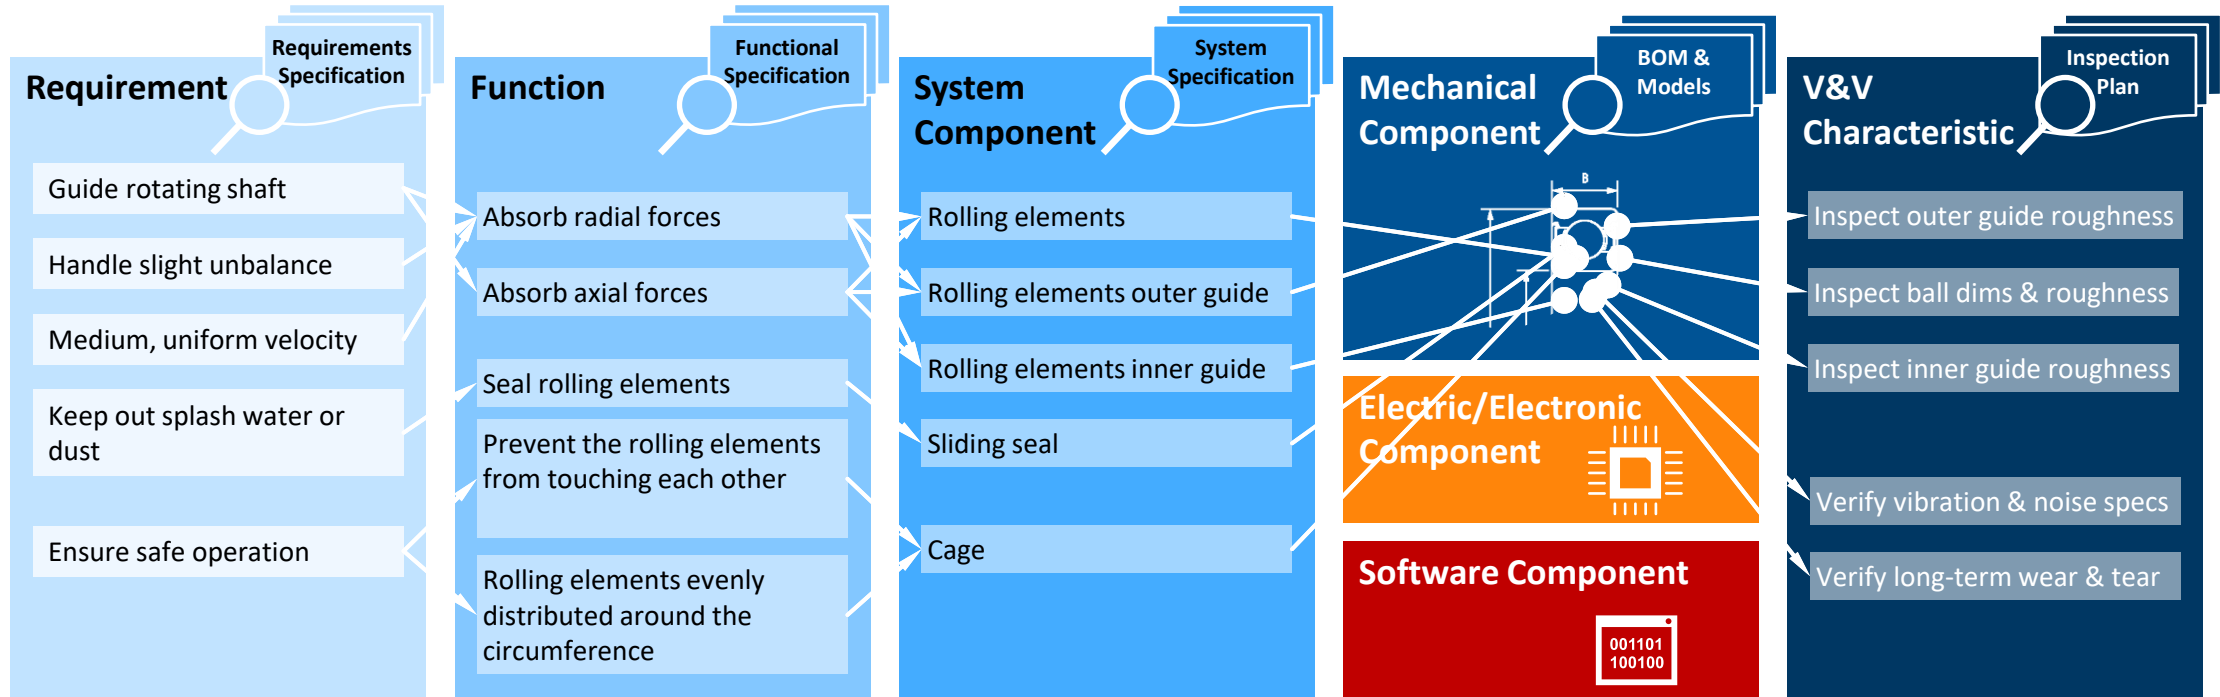 Requirements
Specification
Requirement
Guide rotating shaft
Handle slight unbalance
Medium, uniform velocity
Keep out splash water or
dust
Ensure safe operation
Functional
Specification
Function
Absorb radial forces
Absorb axial forces
Seal rolling elements
Prevent the rolling elements
from touching each other
Rolling elements evenly
distributed around the
circumference
System
Specification
System
Component
Rolling elements
Rolling elements outer guide
Rolling elements inner guide
Sliding seal
Cage
BOM &
Models
Mechanical
Component
B
Electric/Electronic
Component
Software Component
001101
100100
Inspection
Plan
V&V
Characteristic
Inspect outer guide roughness
Inspect ball dims & roughness
Inspect inner guide roughness
Verify vibration & noise specs
Verify long-term wear & tear